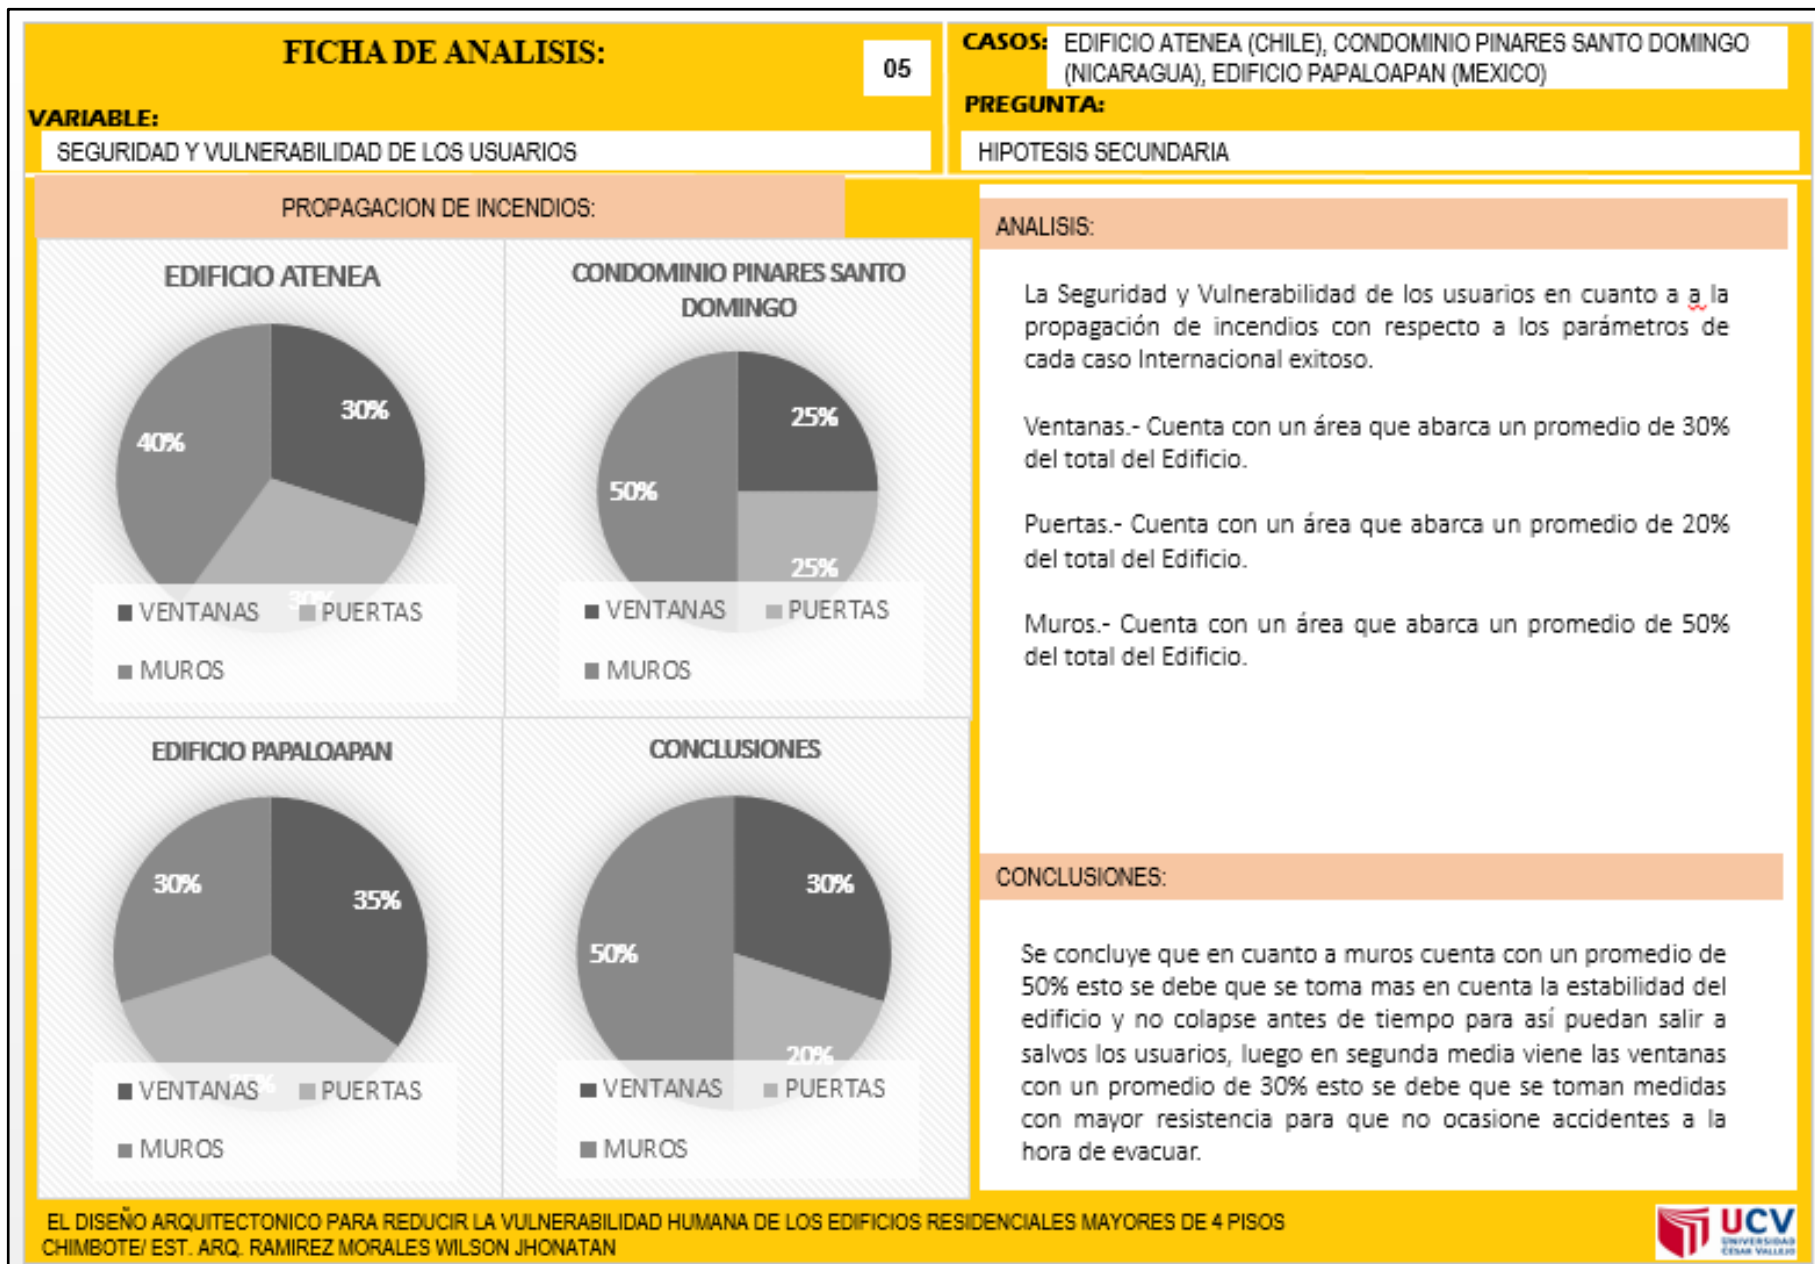 FICHA DE ANALISIS:
05
VARIABLE:
SEGURIDAD Y VULNERABILIDAD DE LOS USUARIOS
CASOS:
EDIFICIO ATENEA (CHILE), CONDOMINIO PINARES SANTO DOMINGO
(NICARAGUA), EDIFICIO PAPALOAPAN (MEXICO)
PREGUNTA:
HIPOTESIS SECUNDARIA
PROPAGACION DE INCENDIOS:
EDIFICIO ATENEA
30%
40%
30%
VENTANAS PUERTAS
MUROS
CONDOMINIO PINARES SANTO
DOMINGO
25%
50%
25%
VENTANAS PUERTAS
MUROS
EDIFICIO PAPALOAPAN
30%
35%
35%
VENTANAS PUERTAS
MUROS
CONCLUSIONES
30%
50%
20%
VENTANAS PUERTAS
MUROS
ANALISIS:
La Seguridad y Vulnerabilidad de los usuarios en cuanto a a la
propagación de incendios con respecto a los parámetros de
cada caso Internacional exitoso.
Ventanas.- Cuenta con un área que abarca un promedio de 30%
del total del Edificio.
Puertas.- Cuenta con un área que abarca un promedio de 20%
del total del Edificio.
Muros.- Cuenta con un área que abarca un promedio de 50%
del total del Edificio.
CONCLUSIONES:
Se concluye que en cuanto a muros cuenta con un promedio de
50% esto se debe que se toma mas en cuenta la estabilidad del
edificio y no colapse antes de tiempo para así puedan salir a
salvos los usuarios, luego en segunda media viene las ventanas
con un promedio de 30% esto se debe que se toman medidas
con mayor resistencia para que no ocasione accidentes a la
hora de evacuar.
EL DISEÑO ARQUITECTONICO PARA REDUCIR LA VULNERABILIDAD HUMANA DE LOS EDIFICIOS RESIDENCIALES MAYORES DE 4 PISOS
CHIMBOTE/ EST. ARQ. RAMIREZ MORALES WILSON JHONATAN
UCV
UNIVERSIDAD
CÉSAR VALLEJO